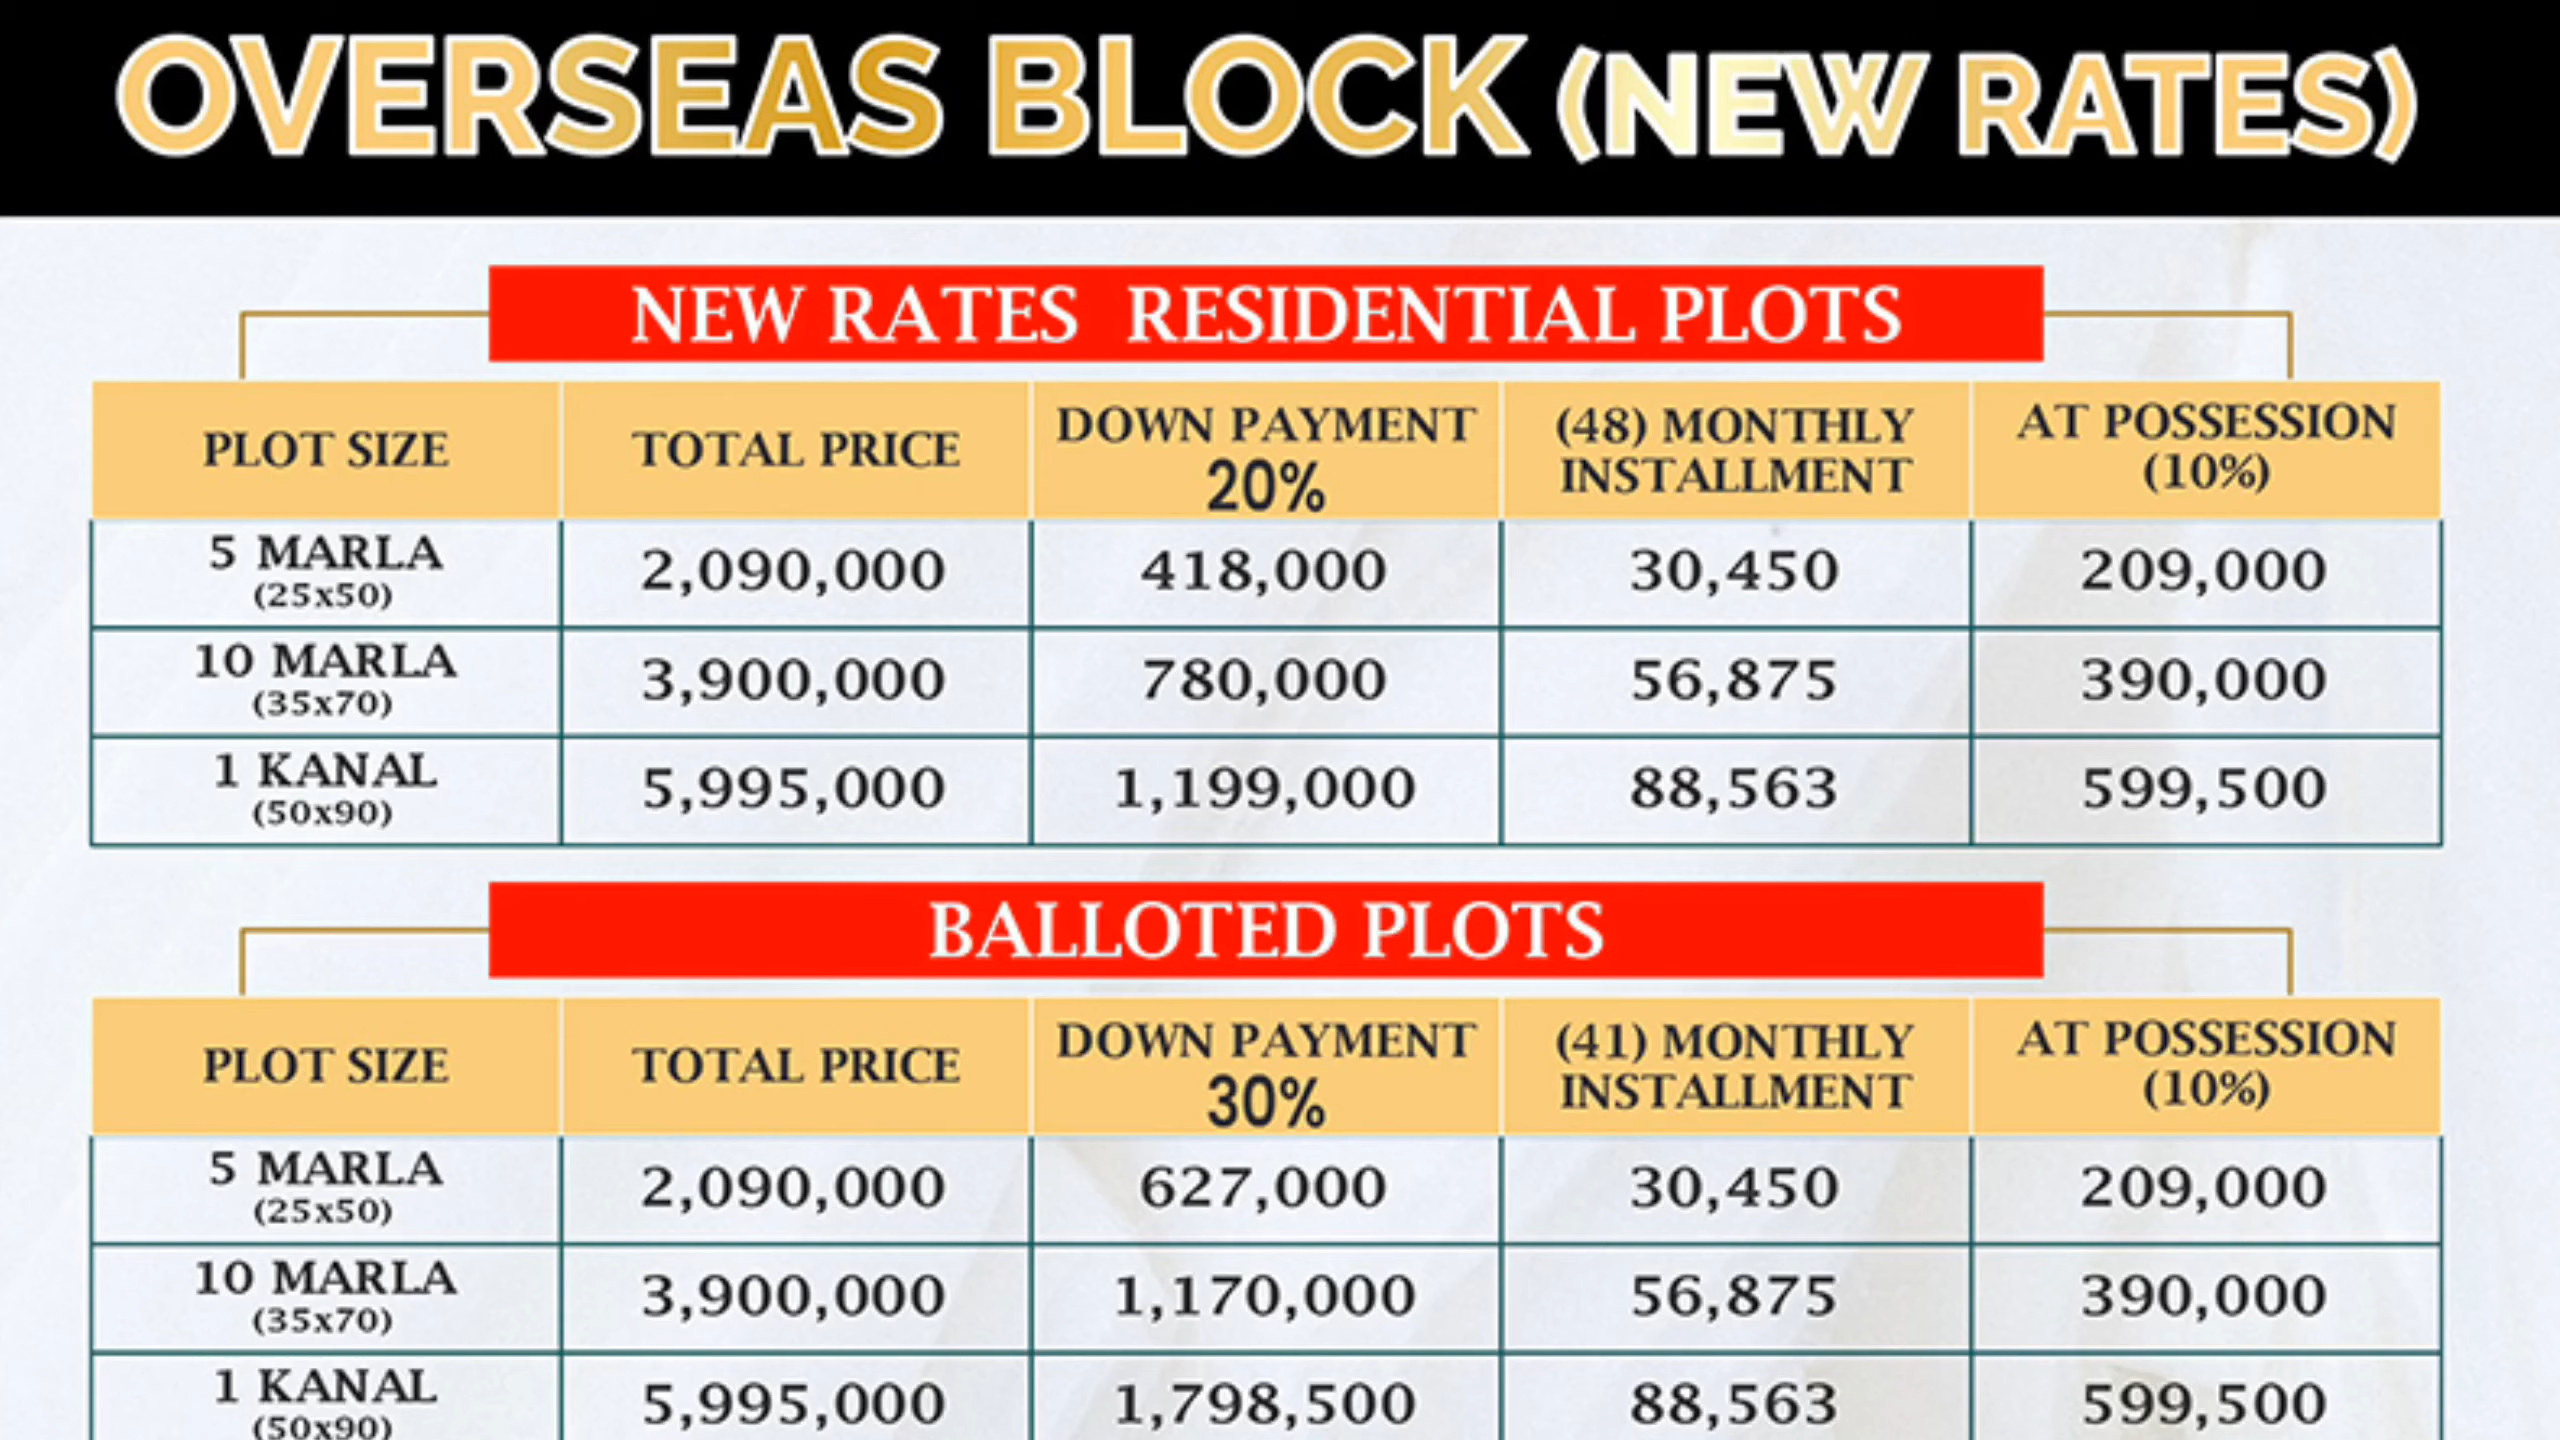 OVERSEAS BLOCK (NEW RATES)
NEW RATES RESIDENTIAL PLOTS
PLOT SIZE
TOTAL PRICE
DOWN PAYMENT
20%
(48) MONTHLY
INSTALLMENT
AT POSSESSION
(10%)
5 MARLA
(25x50)
2,090,000
418,000
30,450
209,000
10 MARLA
(35x70)
3,900,000
780,000
56,875
390,000
1 KANAL
(50x90)
5,995,000
1,199,000
88,563
599,500
BALLOTED PLOTS
PLOT SIZE
TOTAL PRICE
DOWN PAYMENT
30%
(41) MONTHLY
INSTALLMENT
AT POSSESSION
(10%)
5 MARLA
(25x50)
2,090,000
627,000
30,450
209,000
10 MARLA
(35x70)
3,900,000
1,170,000
56,875
390,000
1 KANAL
(50x90)
5,995,000
1,798,500
88,563
599,500